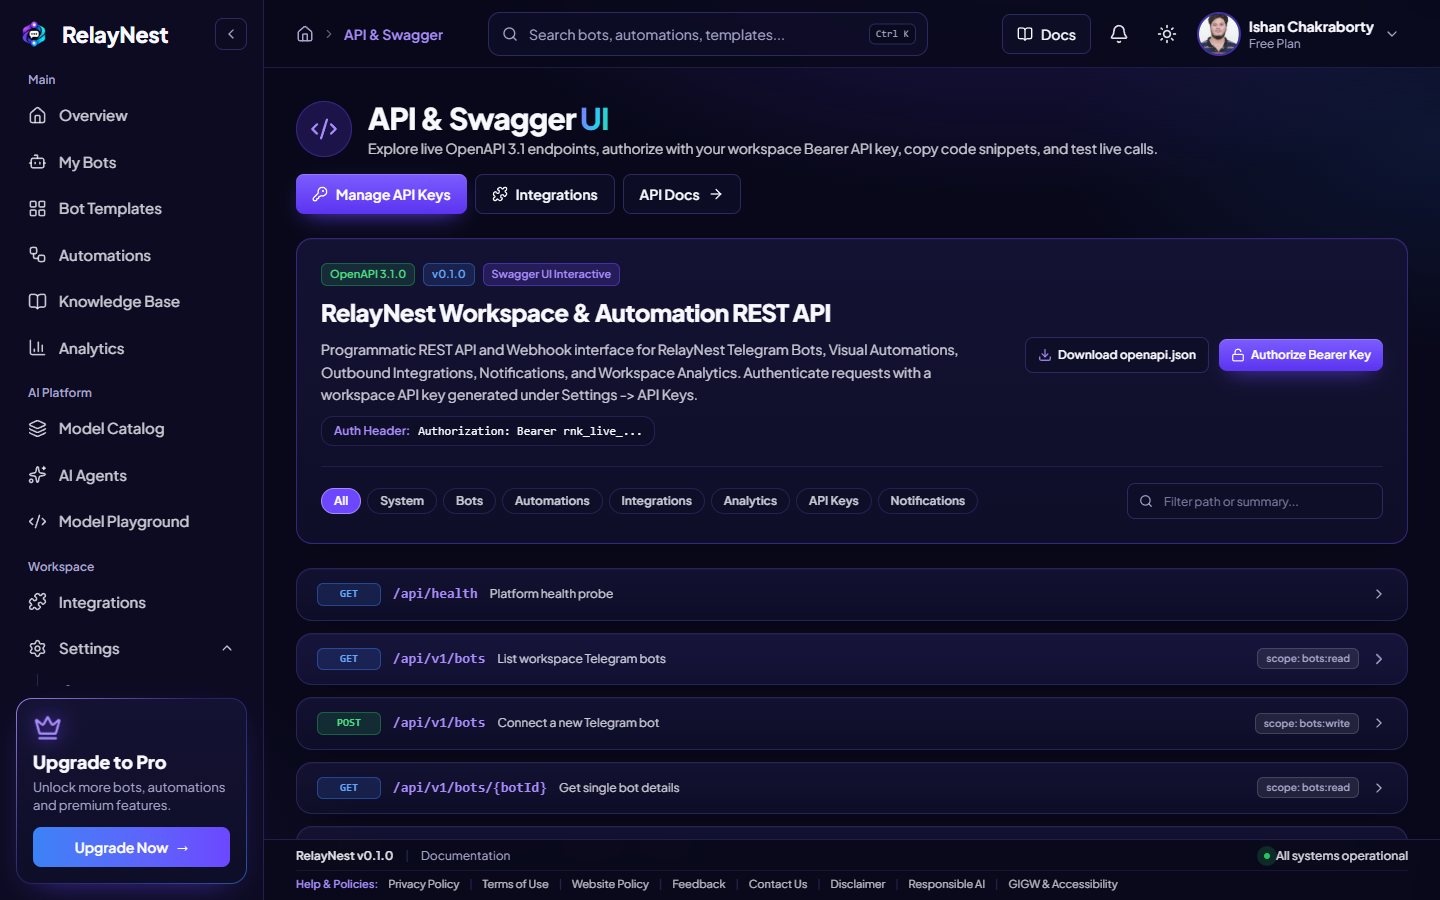 RelayNest
Main
Overview
My Bots
Bot Templates
Automations
Knowledge Base
Analytics
AI Platform
Model Catalog
AI Agents
Model Playground
Workspace
Integrations
Settings
Upgrade to Pro
Unlock more bots, automations
and premium features.
Upgrade Now →
API & Swagger
Search bots, automations, templates...
Ctrl K
Docs
Ishan Chakraborty
Free Plan
API & Swagger UI
Explore live OpenAPI 3.1 endpoints, authorize with your workspace Bearer API key, copy code snippets, and test live calls.
Manage API Keys
Integrations
API Docs →
OpenAPI 3.1.0
v0.1.0
Swagger UI Interactive
RelayNest Workspace & Automation REST API
Programmatic REST API and Webhook interface for RelayNest Telegram Bots, Visual Automations,
Outbound Integrations, Notifications, and Workspace Analytics. Authenticate requests with a
workspace API key generated under Settings -> API Keys.
Download openapi.json
Authorize Bearer Key
Auth Header: Authorization: Bearer rnk_live_...
All
System
Bots
Automations
Integrations
Analytics
API Keys
Notifications
Filter path or summary...
GET /api/health Platform health probe
GET /api/v1/bots List workspace Telegram bots scope: bots:read
POST /api/v1/bots Connect a new Telegram bot scope: bots:write
GET /api/v1/bots/{botId} Get single bot details scope: bots:read
RelayNest v0.1.0
Documentation
All systems operational
Help & Policies: Privacy Policy Terms of Use Website Policy Feedback Contact Us Disclaimer Responsible AI GIGW & Accessibility